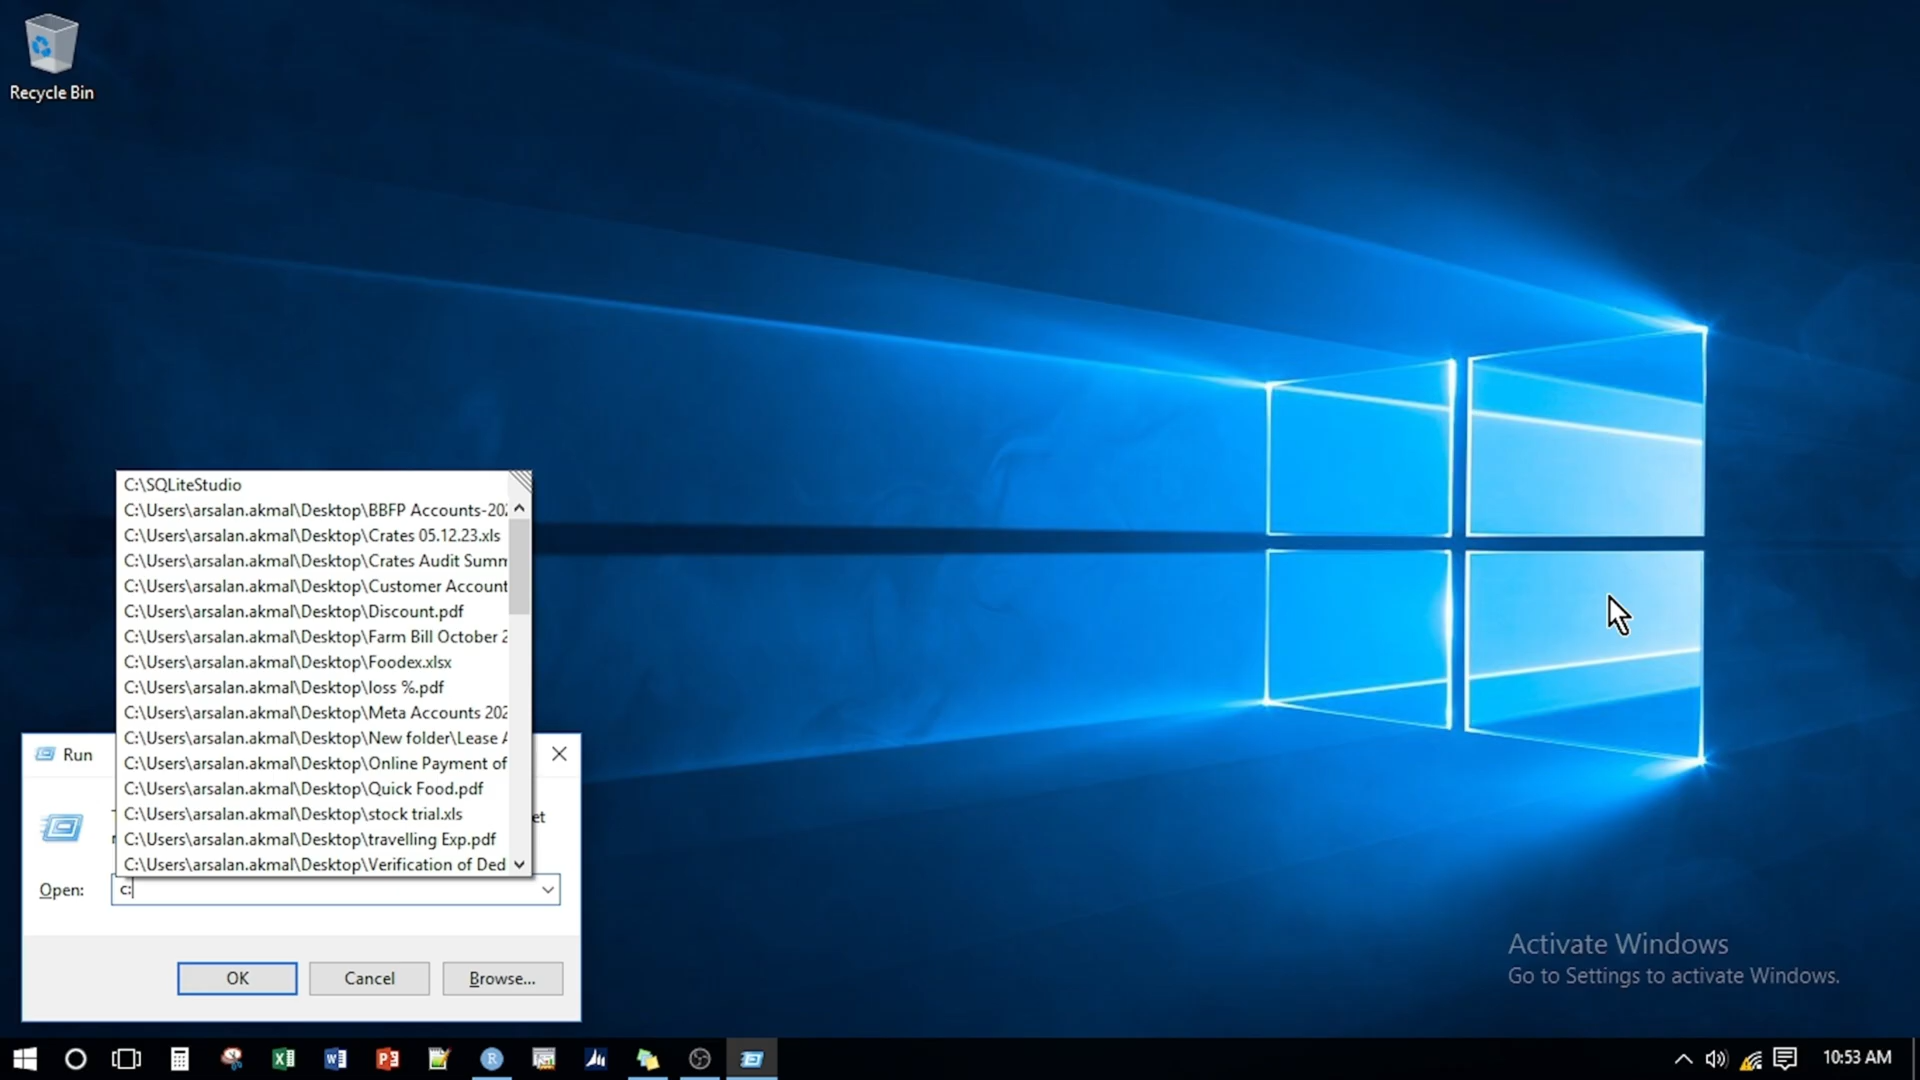 Recycle Bin
C:\SQLiteStudio
C:\Users\arsalan.akmal\Desktop\BBFP Accounts-202
C:\Users\arsalan.akmal\Desktop\Crates 05.12.23.xls
C:\Users\arsalan.akmal\Desktop\Crates Audit Summ
C:\Users\arsalan.akmal\Desktop\Customer Account
C:\Users\arsalan.akmal\Desktop\Discount.pdf
C:\Users\arsalan.akmal\Desktop\Farm Bill October 2
C:\Users\arsalan.akmal\Desktop\Foodex.xlsx
C:\Users\arsalan.akmal\Desktop\loss %.pdf
C:\Users\arsalan.akmal\Desktop\Meta Accounts 202
C:\Users\arsalan.akmal\Desktop\New folder\Lease A
C:\Users\arsalan.akmal\Desktop\Online Payment of
C:\Users\arsalan.akmal\Desktop\Quick Food.pdf
C:\Users\arsalan.akmal\Desktop\stock trial.xls
C:\Users\arsalan.akmal\Desktop\travelling Exp.pdf
C:\Users\arsalan.akmal\Desktop\Verification of Ded
Run
et
Open: c:
OK Cancel Browse...
Activate Windows
Go to Settings to activate Windows.
10:53 AM